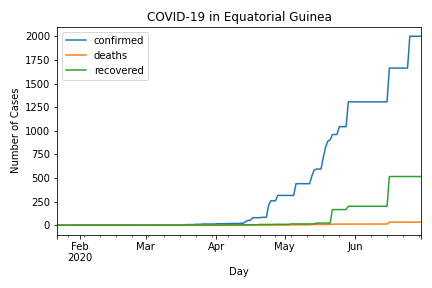 COVID-19 in Equatorial Guinea
confirmed
deaths
recovered
Number of Cases
2000
1750
1500
1250
1000
750
500
250
0
Feb Mar Apr May Jun
2020
Day